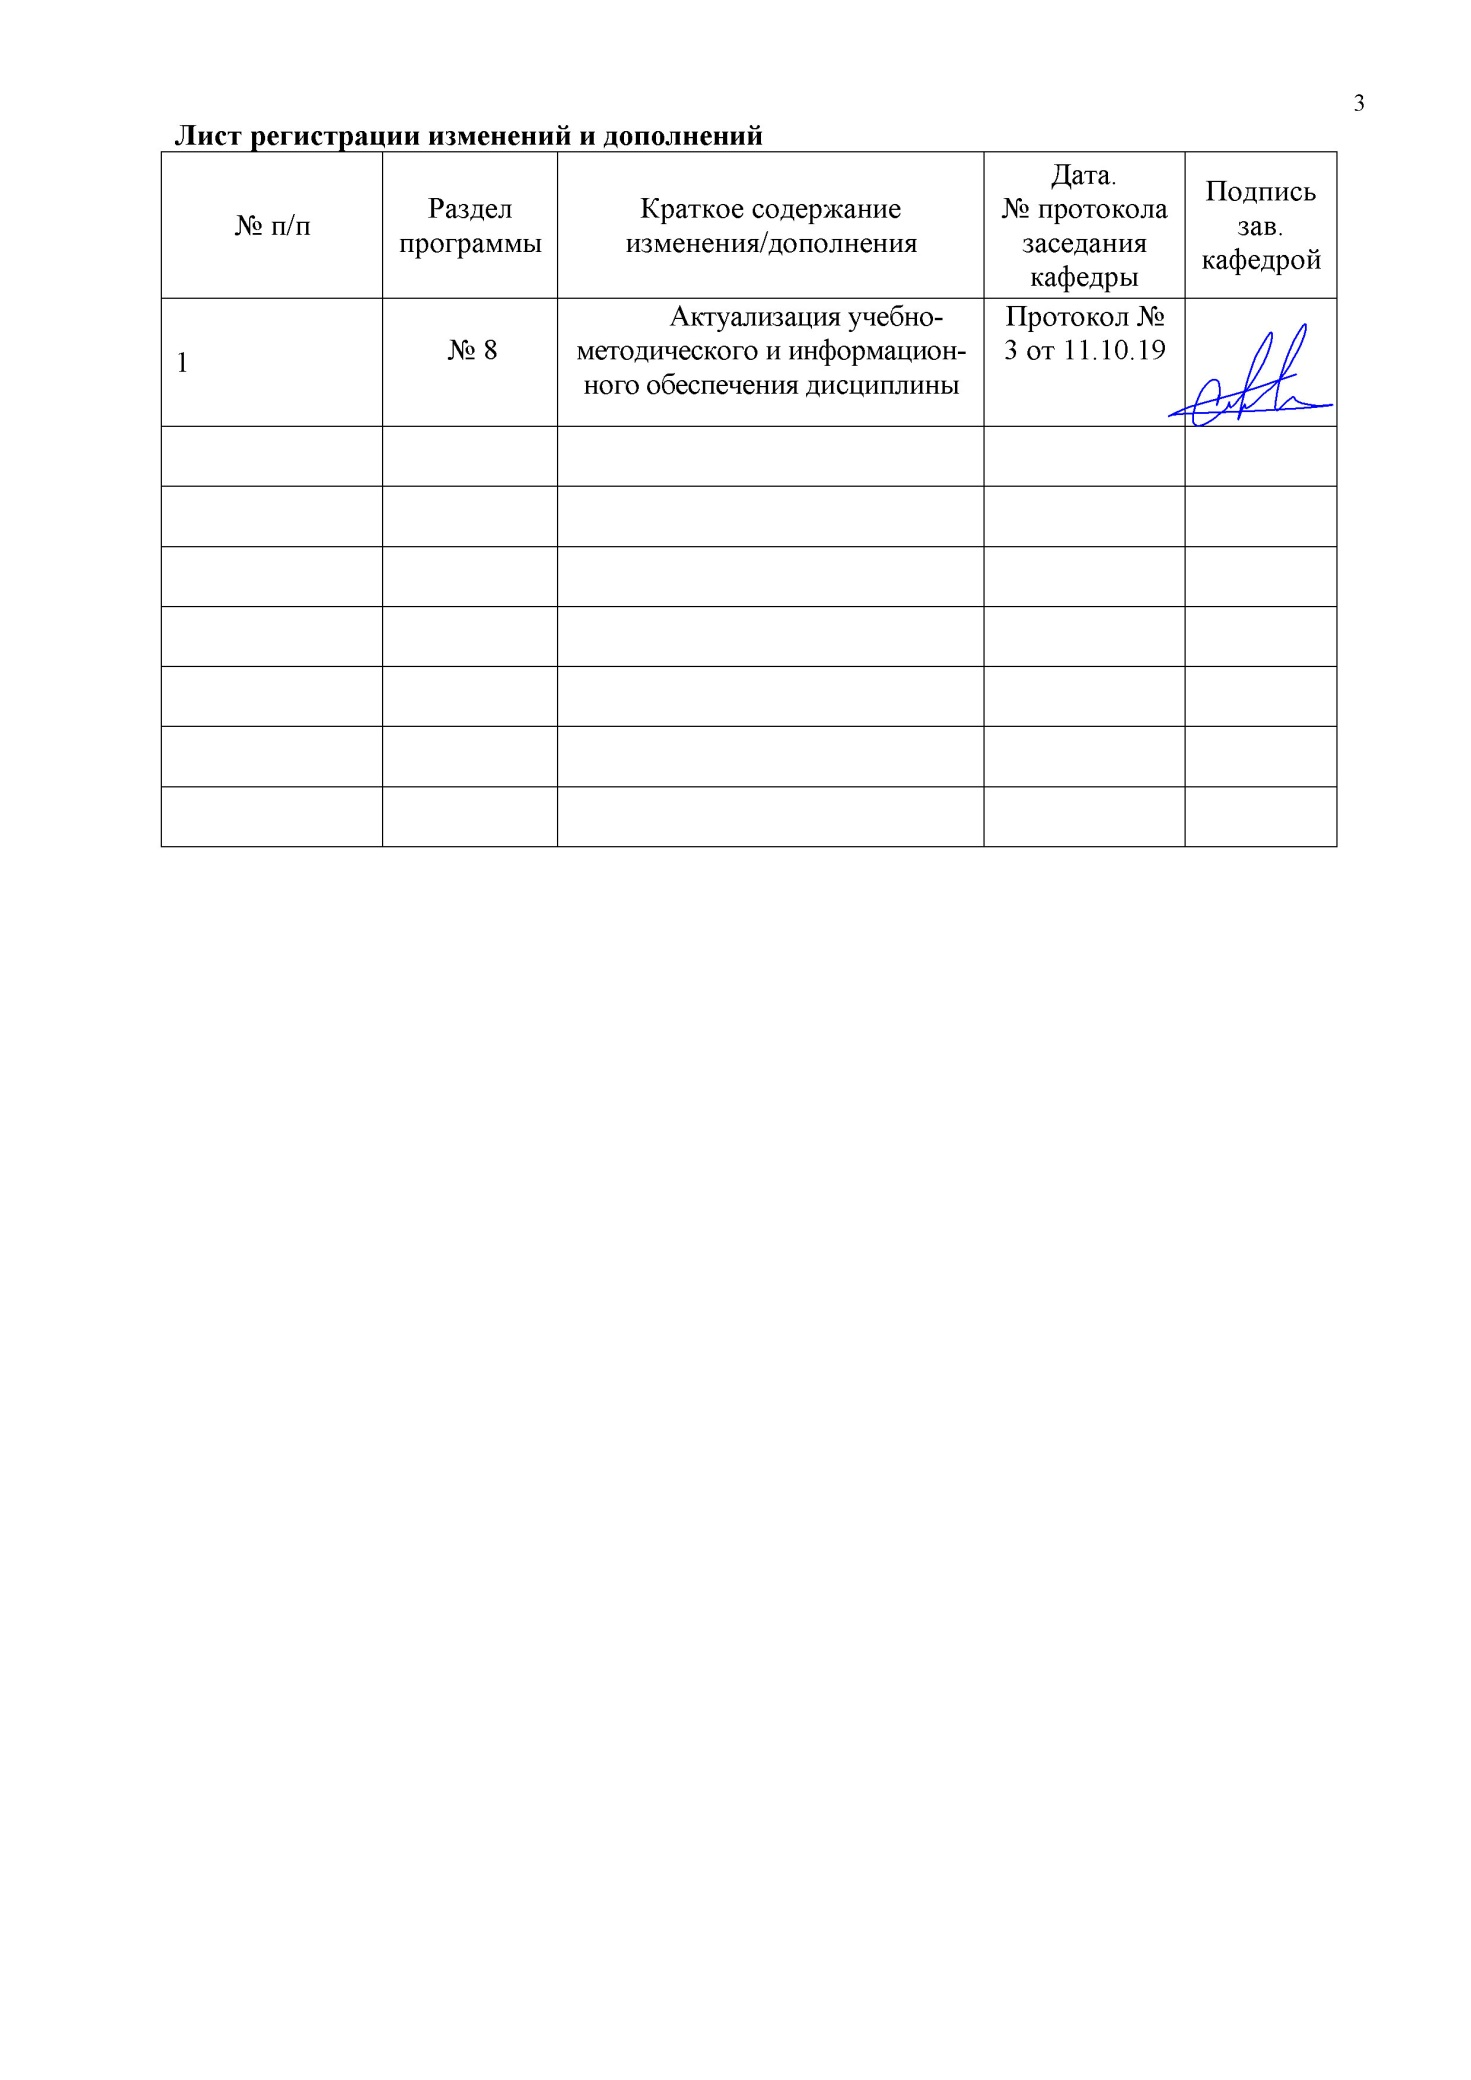 3
Лист регистрации изменений и дополнений
№ п/п
Раздел
программы
Краткое содержание
изменения/дополнения
Дата.
№ протокола
заседания
кафедры
Подпись
зав.
кафедрой
1
№ 8
Актуализация учебно-
методического и информацион-
ного обеспечения дисциплины
Протокол №
3 от 11.10.19